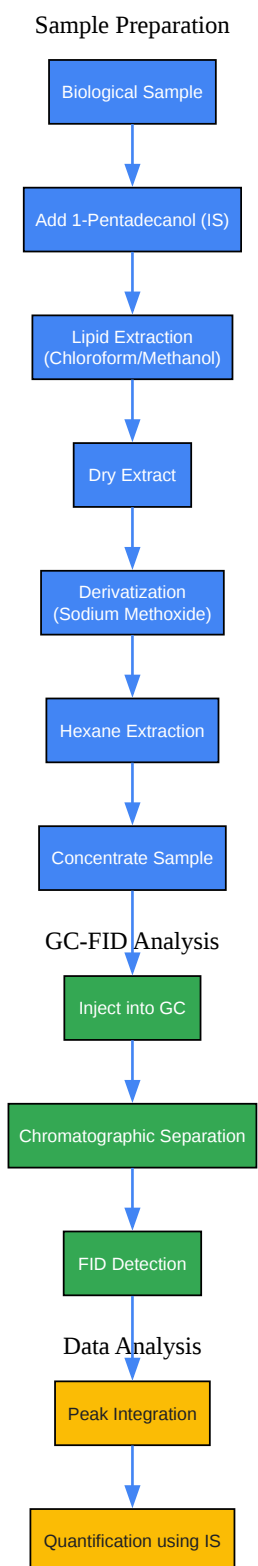 Sample Preparation
Biological Sample
Add 1-Pentadecanol (IS)
Lipid Extraction
(Chloroform/Methanol)
Dry Extract
Derivatization
(Sodium Methoxide)
Hexane Extraction
Concentrate Sample
GC-FID Analysis
Inject into GC
Chromatographic Separation
FID Detection
Data Analysis
Peak Integration
Quantification using IS